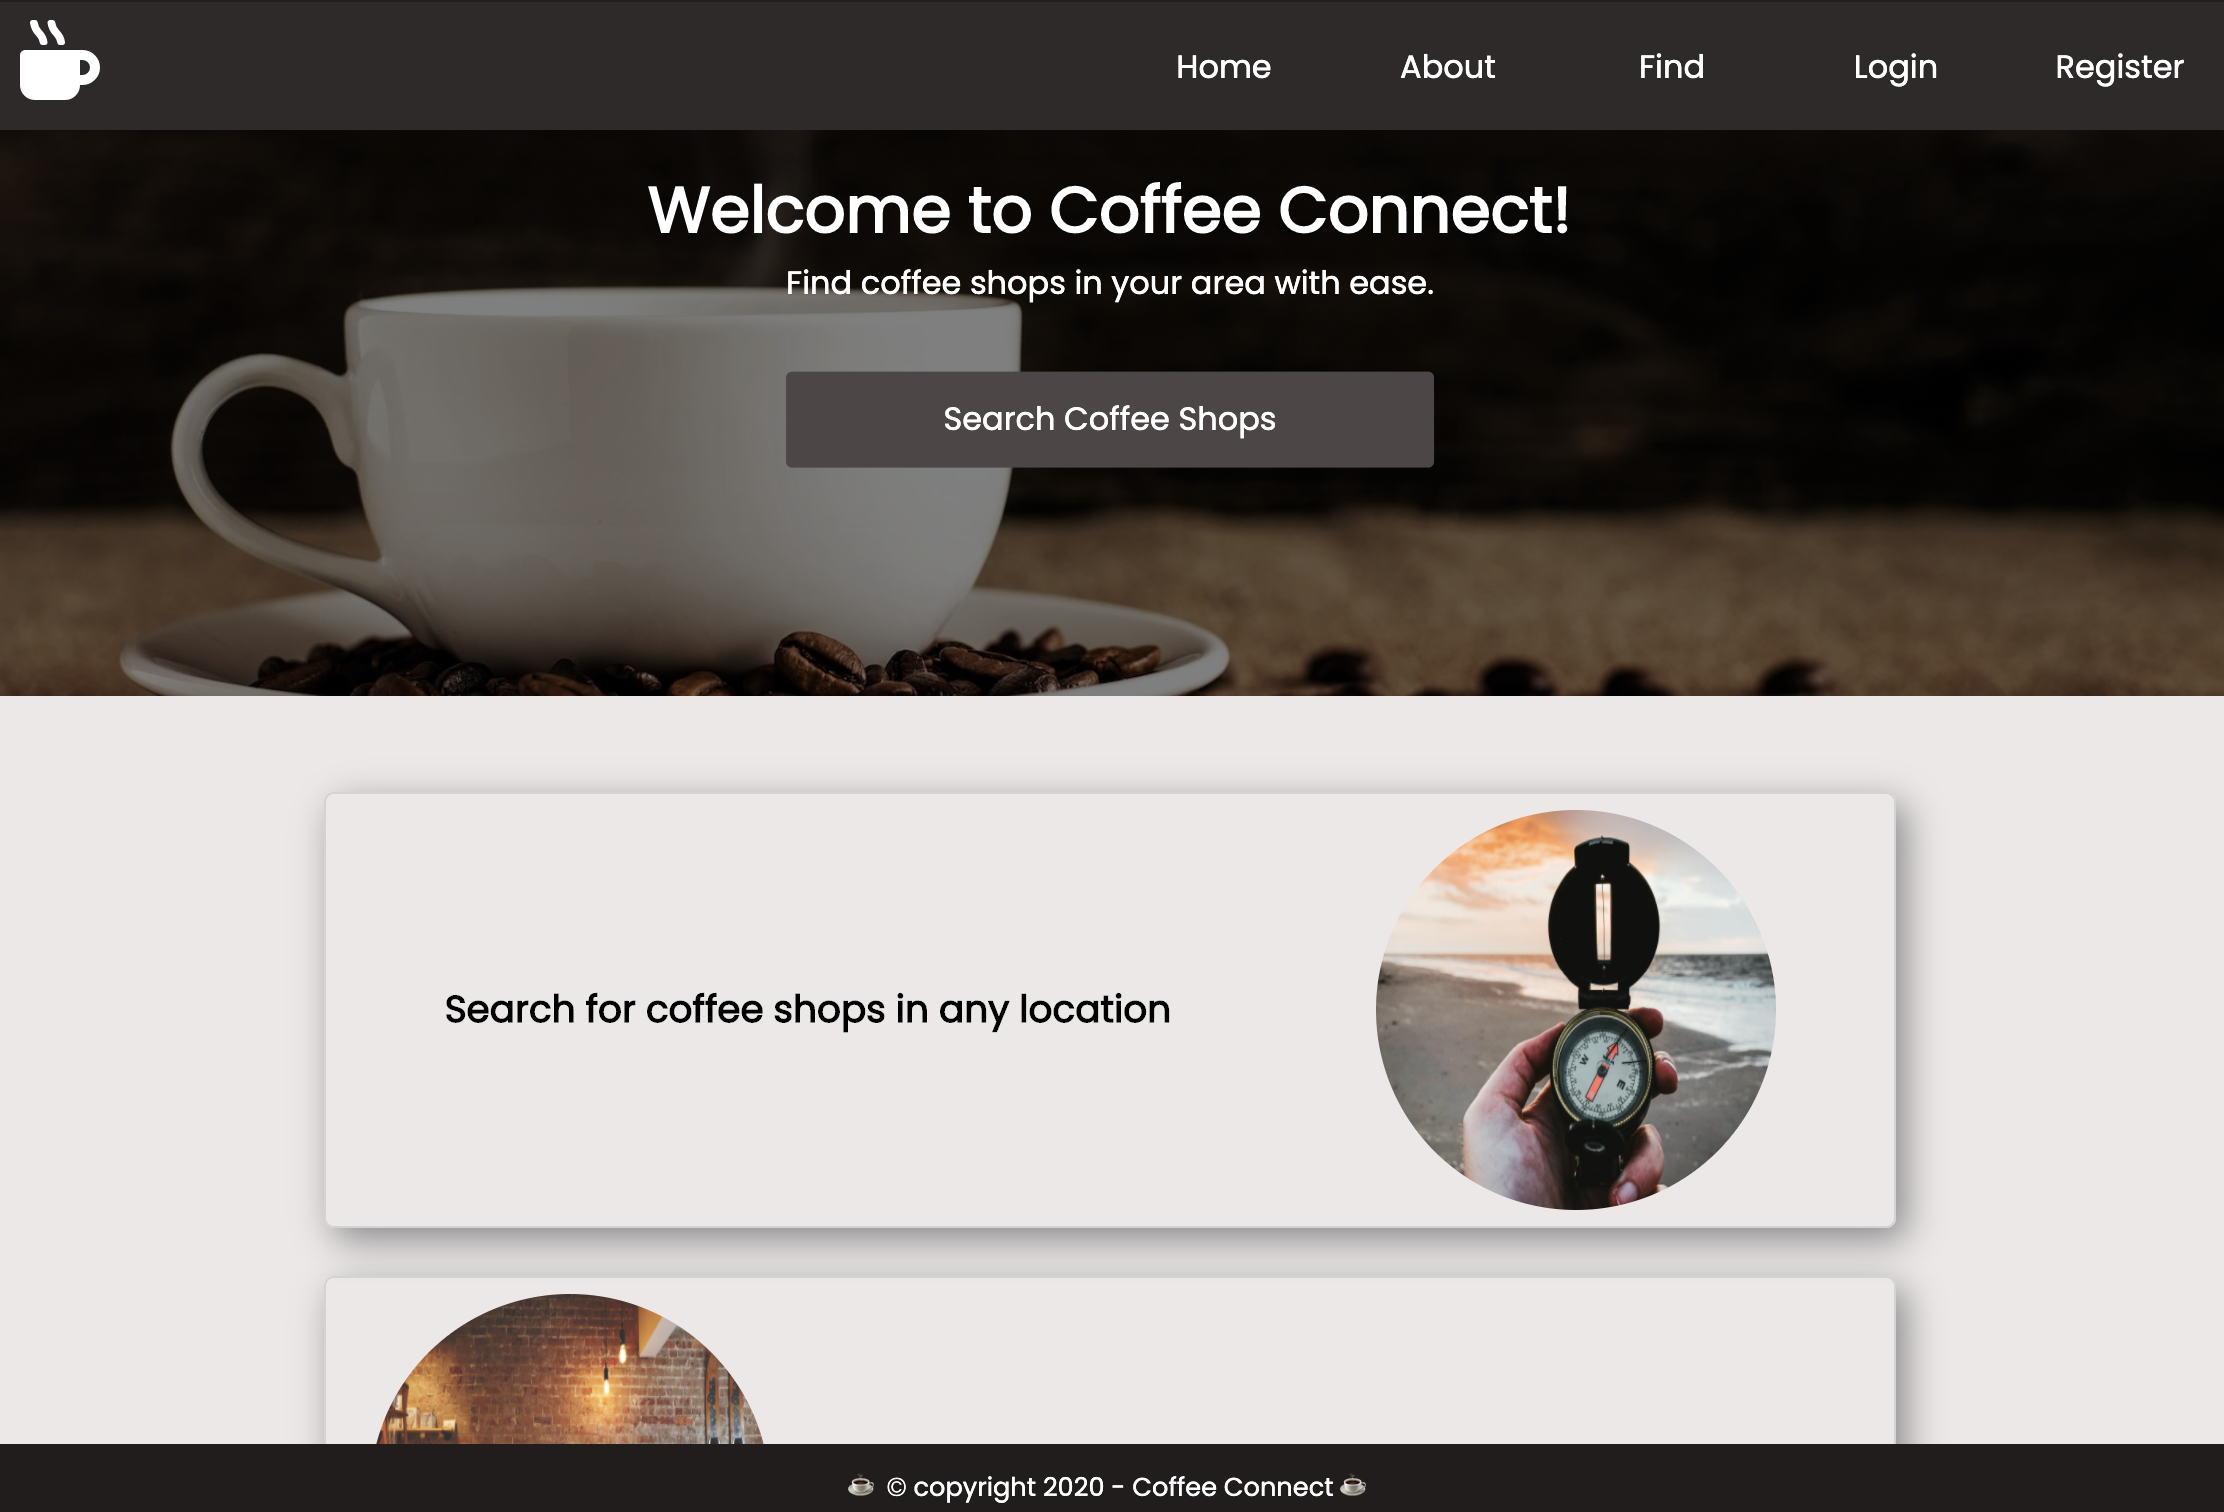 Home About Find Login Register
Welcome to Coffee Connect!
Find coffee shops in your area with ease.
Search Coffee Shops
Search for coffee shops in any location
W
E
☕ © copyright 2020 - Coffee Connect ☕